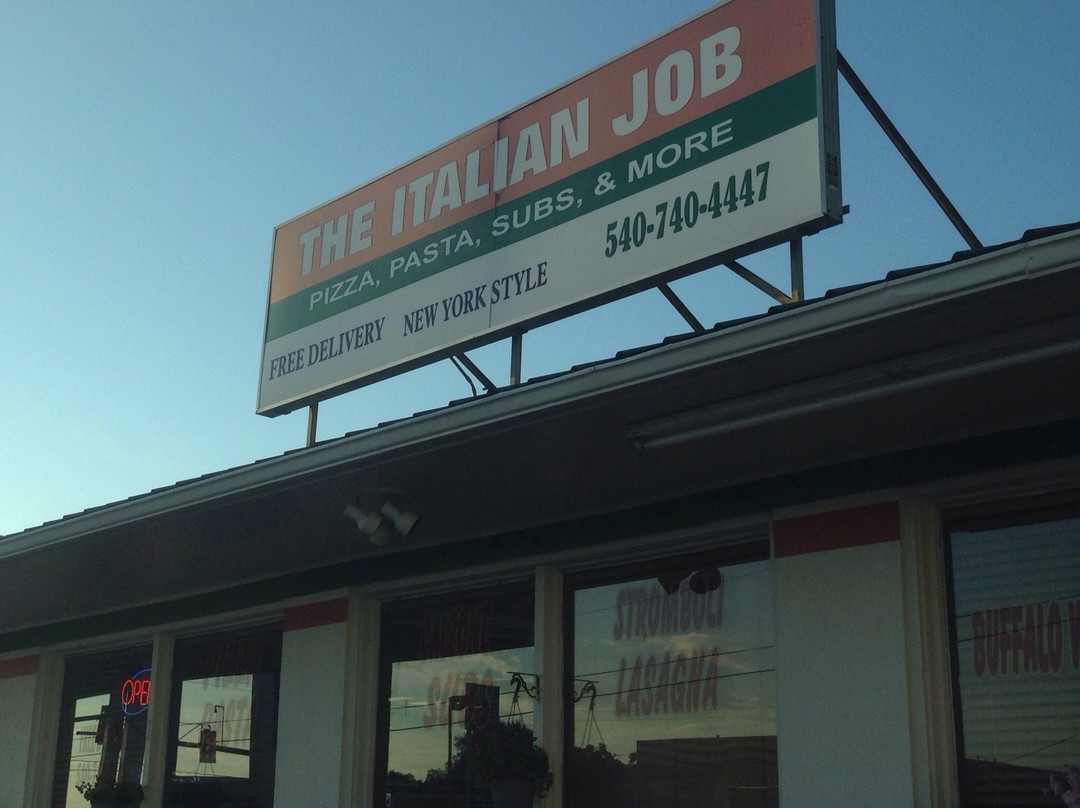 THE ITALIAN JOB
PIZZA, PASTA, SUBS, & MORE
540-740-4447
FREE DELIVERY NEW YORK STYLE
OPEN
SUBS
STROMBOLI
LASAGNA
BUFFALO